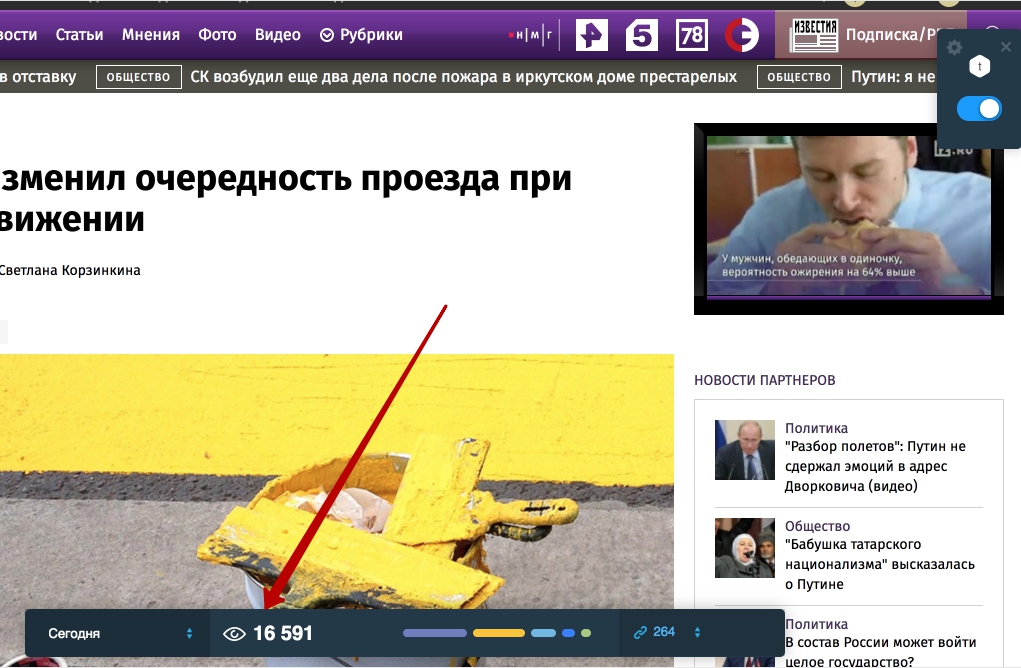 вости Статьи Мнения Фото Видео Рубрики н|м|г 5 78 ИЗВЕСТИЯ Подписка/P
в отставку ОБЩЕСТВО СК возбудил еще два дела после пожара в иркутском доме престарелых ОБЩЕСТВО Путин: я не
t
зменил очередность проезда при
вижении
Светлана Корзинкина
IZ.RU
У мужчин, обедающих в одиночку,
вероятность ожирения на 64% выше
НОВОСТИ ПАРТНЕРОВ
Политика
"Разбор полетов": Путин не
сдержал эмоций в адрес
Дворковича (видео)
Общество
"Бабушка татарского
национализма" высказалась
о Путине
Политика
В состав России может войти
целое государство?
Сегодня 16 591 264